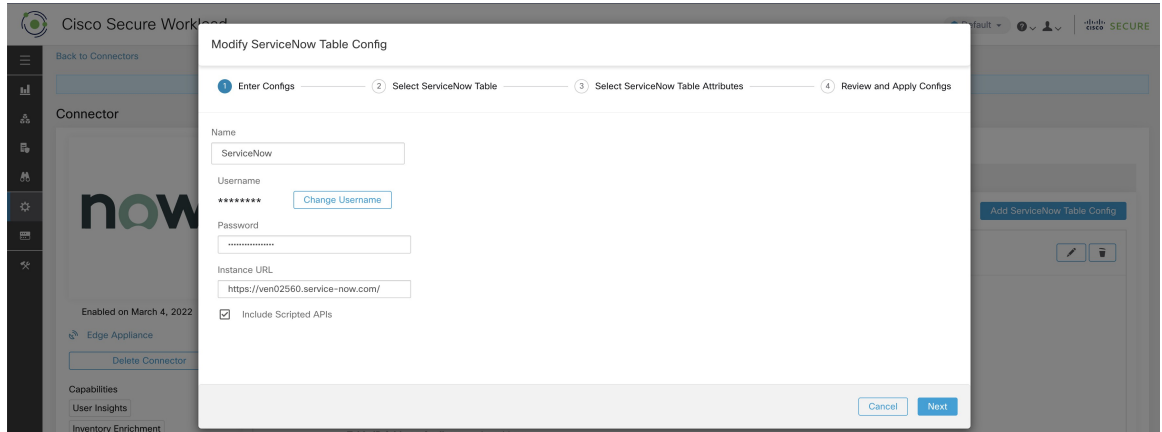 Cisco Secure Workload
Default
cisco SECURE
Back to Connectors
Modify ServiceNow Table Config
1 Enter Configs
2 Select ServiceNow Table
3 Select ServiceNow Table Attributes
4 Review and Apply Configs
Connector
now
Name
ServiceNow
Username
******** Change Username
Password
Instance URL
https://ven02560.service-now.com/
Include Scripted APIs
Add ServiceNow Table Config
Enabled on March 4, 2022
Edge Appliance
Delete Connector
Capabilities
User Insights
Inventory Enrichment
Cancel Next